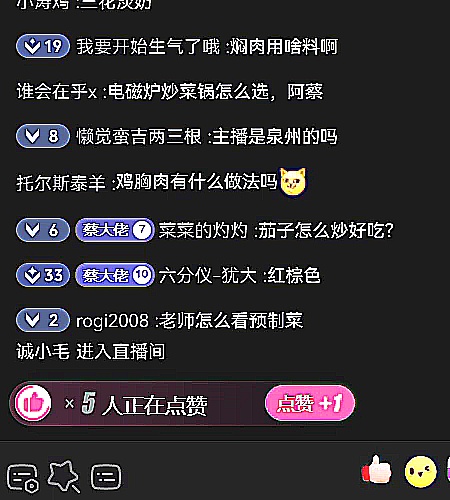 小涛鸡 :兰花淡奶
19 我要开始生气了哦 :焖肉用啥料啊
谁会在乎x :电磁炉炒菜锅怎么选，阿蔡
8 懒觉蛮吉两三根 :主播是泉州的吗
托尔斯泰羊 :鸡胸肉有什么做法吗
6 蔡大佬 7 菜菜的灼灼 :茄子怎么炒好吃?
33 蔡大佬 10 六分仪-犹大 :红棕色
2 rogi2008 :老师怎么看预制菜
诚小毛 进入直播间
× 5 人正在点赞 点赞 +1